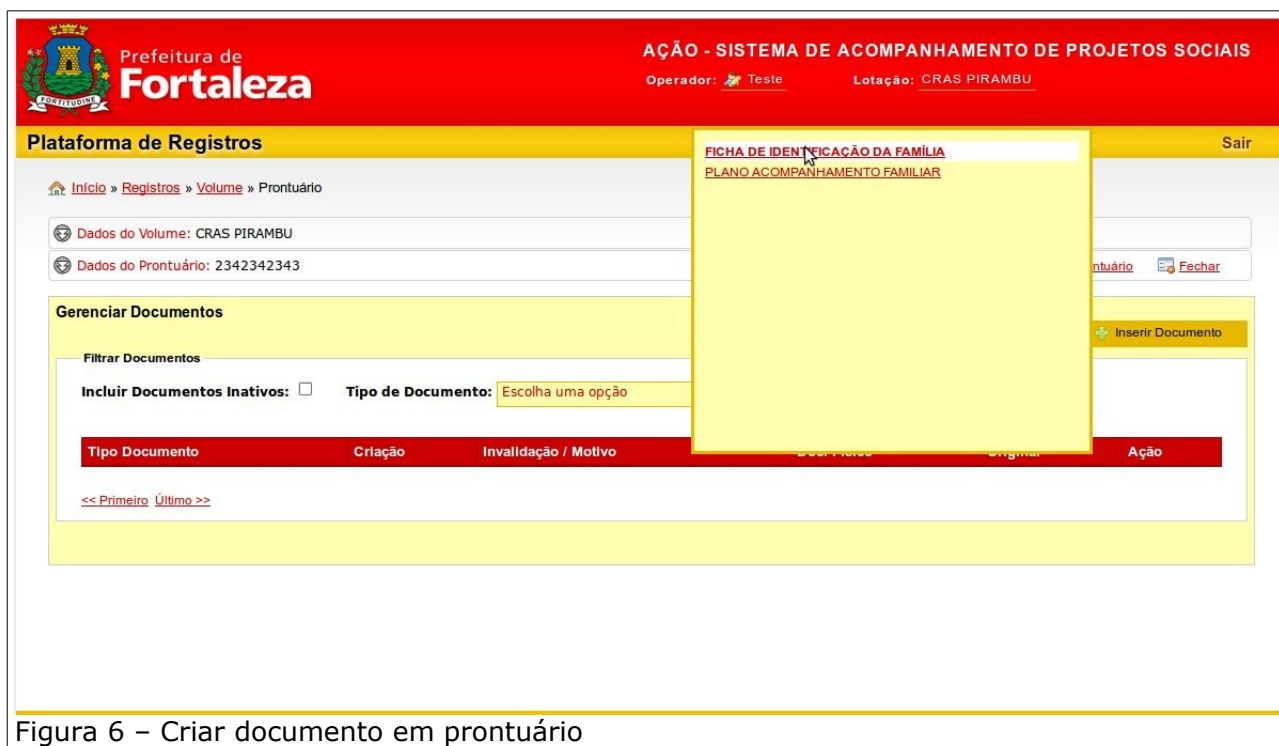 Prefeitura de
Fortaleza
FORTITUDINE
AÇÃO - SISTEMA DE ACOMPANHAMENTO DE PROJETOS SOCIAIS
Operador: Teste Lotação: CRAS PIRAMBU
Plataforma de Registros
Sair
FICHA DE IDENTIFICAÇÃO DA FAMÍLIA
PLANO ACOMPANHAMENTO FAMILIAR
Início » Registros » Volume » Prontuário
Dados do Volume: CRAS PIRAMBU
Dados do Prontuário: 2342342343
ntuário Fechar
Gerenciar Documentos
Inserir Documento
Filtrar Documentos
Incluir Documentos Inativos: Tipo de Documento: Escolha uma opção
Tipo Documento Criação Invalidação / Motivo Ação
<< Primeiro Último >>
Figura 6 – Criar documento em prontuário